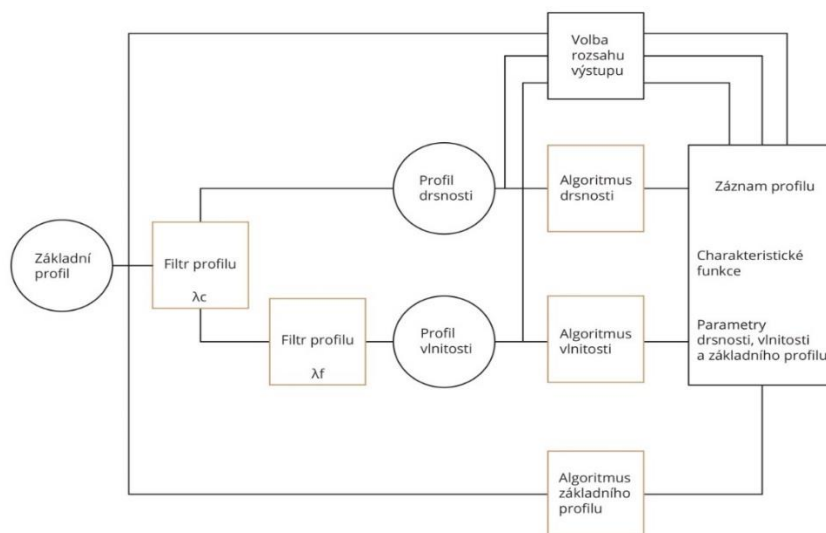 Volba
rozsahu
výstupu
Profil
drsnosti
Algoritmus
drsnosti
Záznam profilu
Základní
profil
Filtr profilu
λc
Charakteristické
funkce
Filtr profilu
λf
Profil
vlnitosti
Algoritmus
vlnitosti
Parametry
drsnosti, vlnitosti
a základního profilu
Algoritmus
základního
profilu